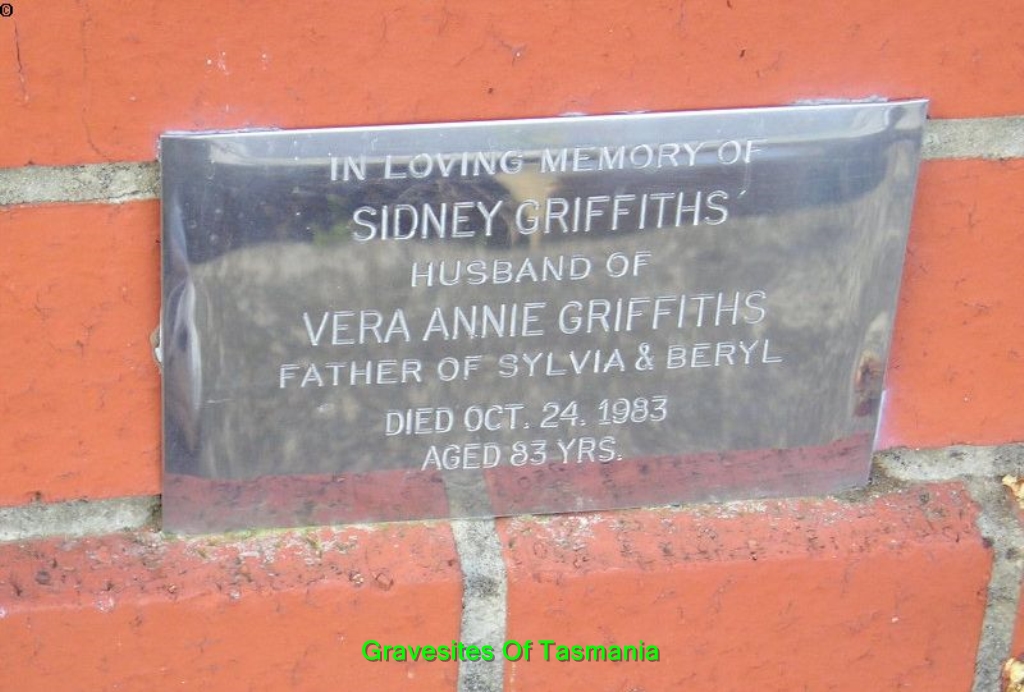 ©
IN LOVING MEMORY OF
SIDNEY GRIFFITHS
HUSBAND OF
VERA ANNIE GRIFFITHS
FATHER OF SYLVIA & BERYL
DIED OCT. 24. 1983
AGED 83 YRS.
Gravesites Of Tasmania